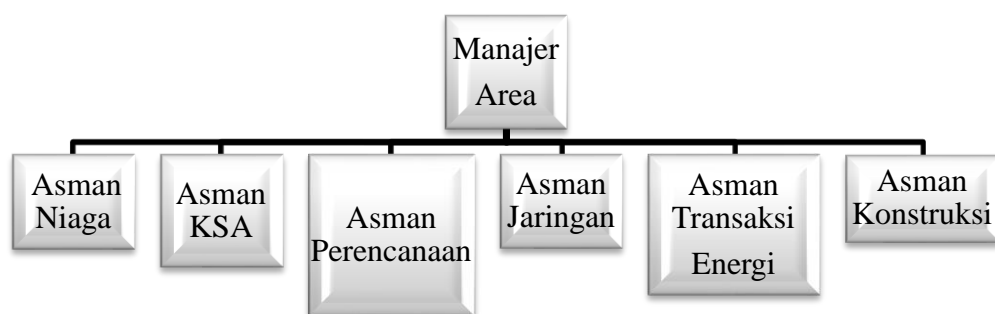 Manajer
Area
Asman
Niaga
Asman
KSA
Asman
Perencanaan
Asman
Jaringan
Asman
Transaksi
Energi
Asman
Konstruksi